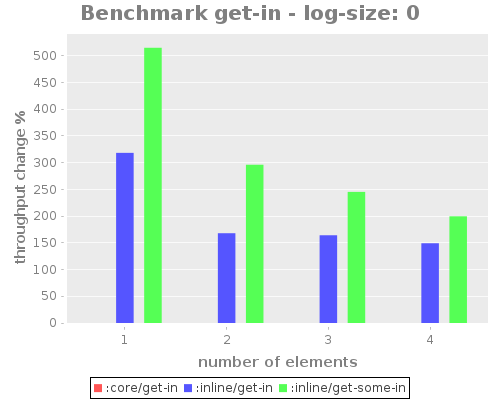 Benchmark get-in - log-size: 0
throughput change %
500
450
400
350
300
250
200
150
100
50
0
1 2 3 4
number of elements
:core/get-in :inline/get-in :inline/get-some-in